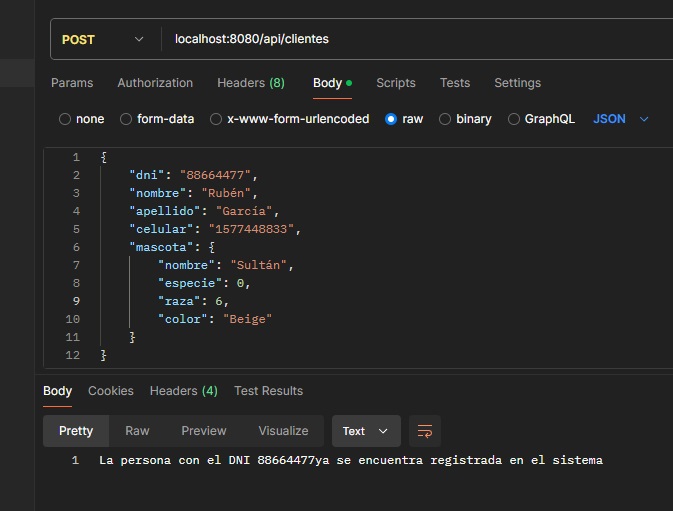 POST localhost:8080/api/clientes
Params Authorization Headers (8) Body Scripts Tests Settings
none form-data x-www-form-urlencoded raw binary GraphQL JSON
1 {
2 "dni": "88664477",
3 "nombre": "Rubén",
4 "apellido": "García",
5 "celular": "1577448833",
6 "mascota": {
7 "nombre": "Sultán",
8 "especie": 0,
9 "raza": 6,
10 "color": "Beige"
11 }
12 }
Body Cookies Headers (4) Test Results
Pretty Raw Preview Visualize Text
1 La persona con el DNI 88664477ya se encuentra registrada en el sistema